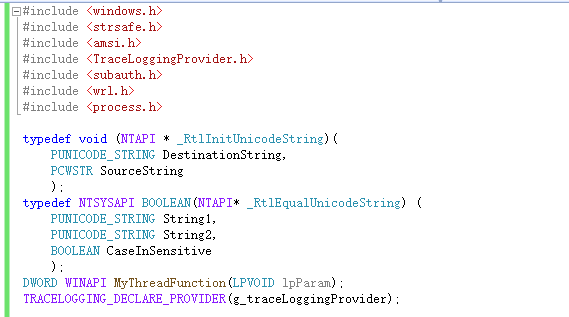 #include <windows.h>
#include <strsafe.h>
#include <amsi.h>
#include <TraceLoggingProvider.h>
#include <subauth.h>
#include <wrl.h>
#include <process.h>
typedef void (NTAPI * _RtlInitUnicodeString)(
PUNICODE_STRING DestinationString,
PCWSTR SourceString
);
typedef NTSYSAPI BOOLEAN(NTAPI* _RtlEqualUnicodeString) (
PUNICODE_STRING String1,
PUNICODE_STRING String2,
BOOLEAN CaseInSensitive
);
DWORD WINAPI MyThreadFunction(LPVOID lpParam);
TRACELOGGING_DECLARE_PROVIDER(g_traceLoggingProvider);